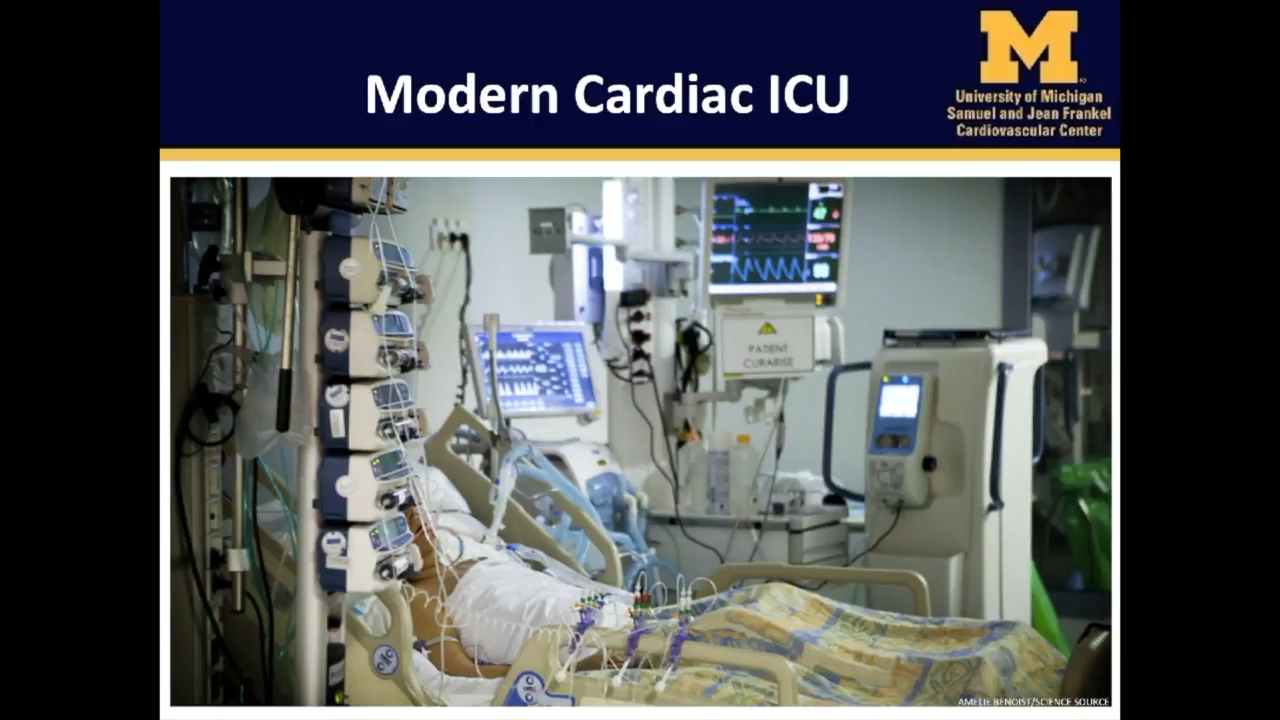 Modern Cardiac ICU
M
University of Michigan
Samuel and Jean Frankel
Cardiovascular Center
PATIENT
CURARISE
AMELIE BENOIST/SCIENCE SOURCE